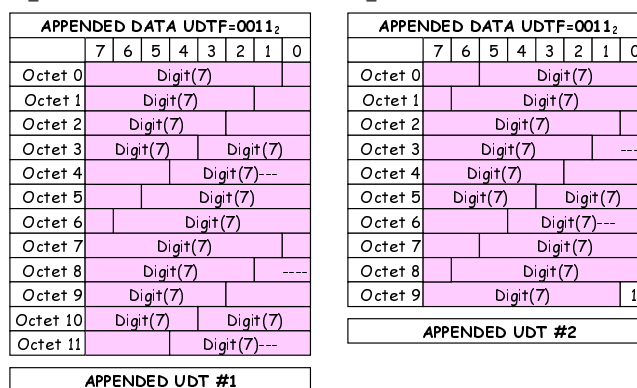 APPENDED DATA UDTF=0011₂
7 6 5 4 3 2 1 0
Octet 0 Digit(7)
Octet 1 Digit(7)
Octet 2 Digit(7)
Octet 3 Digit(7) Digit(7)
Octet 4 Digit(7)---
Octet 5 Digit(7)
Octet 6 Digit(7)
Octet 7 Digit(7)
Octet 8 Digit(7) ----
Octet 9 Digit(7)
Octet 10 Digit(7) Digit(7)
Octet 11 Digit(7)---
APPENDED UDT #1
APPENDED DATA UDTF=0011₂
7 6 5 4 3 2 1 0
Octet 0 Digit(7)
Octet 1 Digit(7)
Octet 2 Digit(7)
Octet 3 Digit(7) ---
Octet 4 Digit(7)
Octet 5 Digit(7) Digit(7)
Octet 6 Digit(7)---
Octet 7 Digit(7)
Octet 8 Digit(7)
Octet 9 Digit(7) 1
APPENDED UDT #2